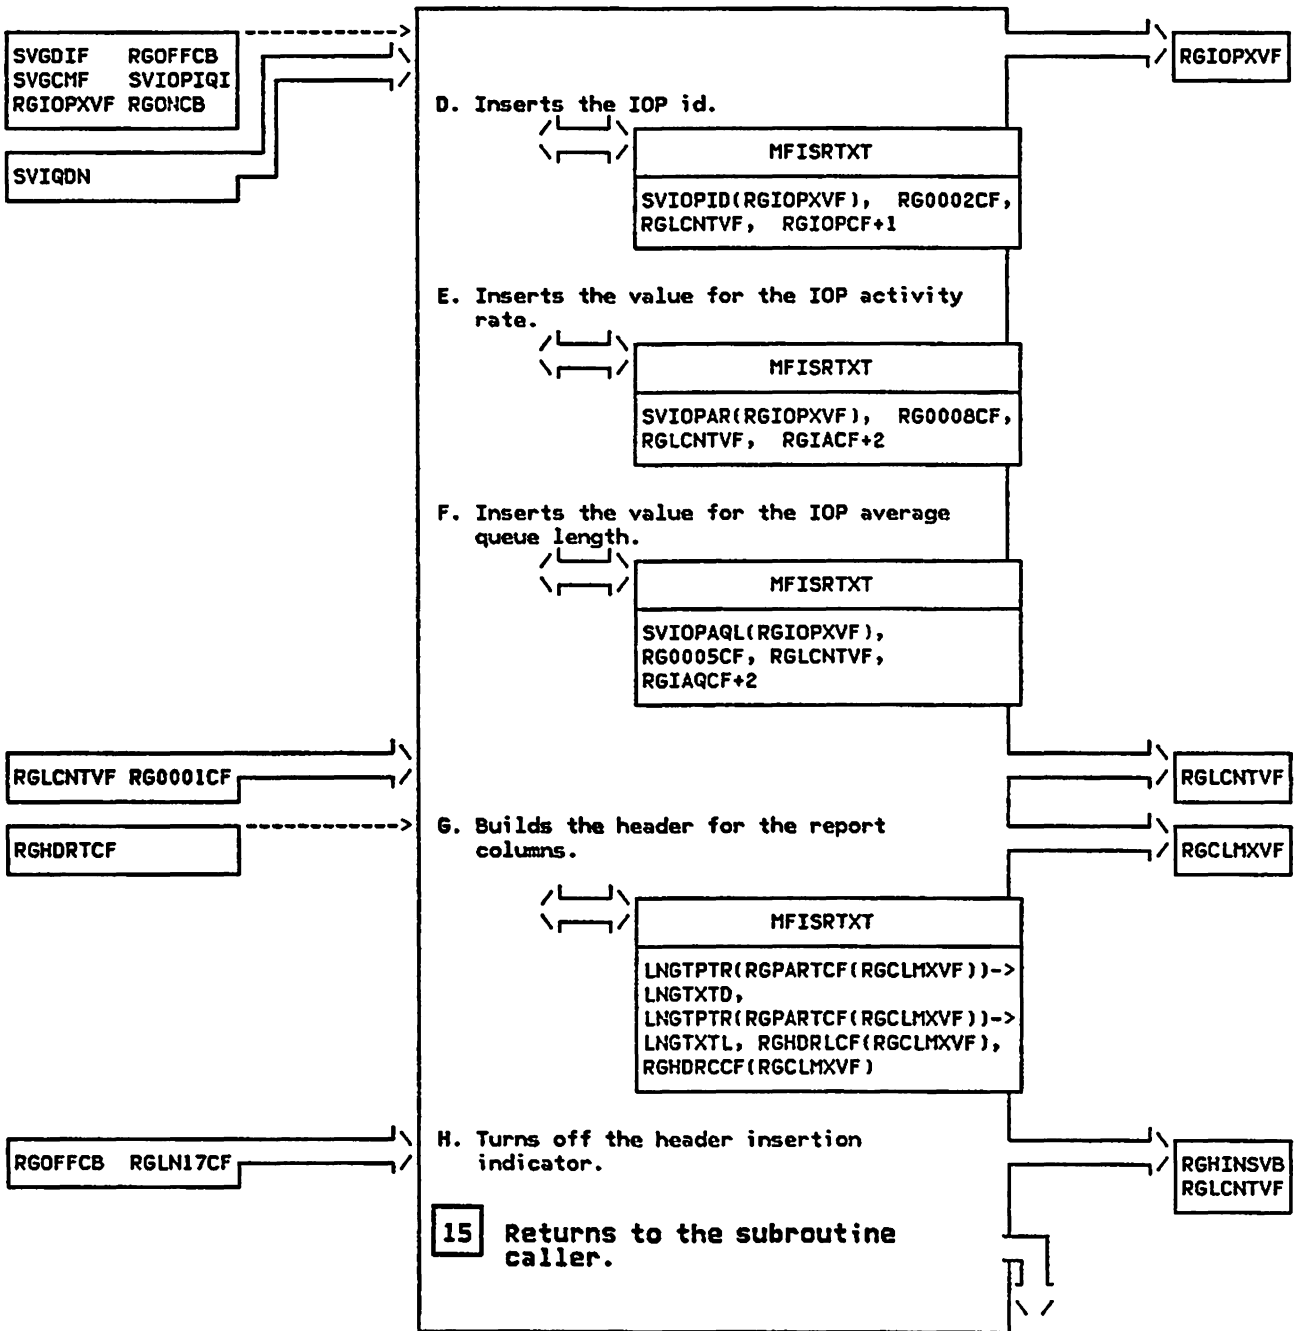 SVGDIF RGOFFCB
SVGCMF SVIOPIQI
RGIOPXVF RGONCB
SVIQDN
RGIOPXVF
D. Inserts the IOP id.
MFISRTXT
SVIOPID(RGIOPXVF), RG0002CF,
RGLCNTVF, RGIOPCF+1
E. Inserts the value for the IOP activity
rate.
MFISRTXT
SVIOPAR(RGIOPXVF), RG0008CF,
RGLCNTVF, RGIACF+2
F. Inserts the value for the IOP average
queue length.
MFISRTXT
SVIOPAQL(RGIOPXVF),
RG0005CF, RGLCNTVF,
RGIAQCF+2
RGLCNTVF RG0001CF
RGLCNTVF
RGHDRTCF
G. Builds the header for the report
columns.
RGCLMXVF
MFISRTXT
LNGTPTR(RGPARTCF(RGCLMXVF))->
LNGTXTD,
LNGTPTR(RGPARTCF(RGCLMXVF))->
LNGTXTL, RGHDRLCF(RGCLMXVF),
RGHDRCCF(RGCLMXVF)
RGOFFCB RGLN17CF
H. Turns off the header insertion
indicator.
RGHINSVB
RGLCNTVF
15 Returns to the subroutine
caller.